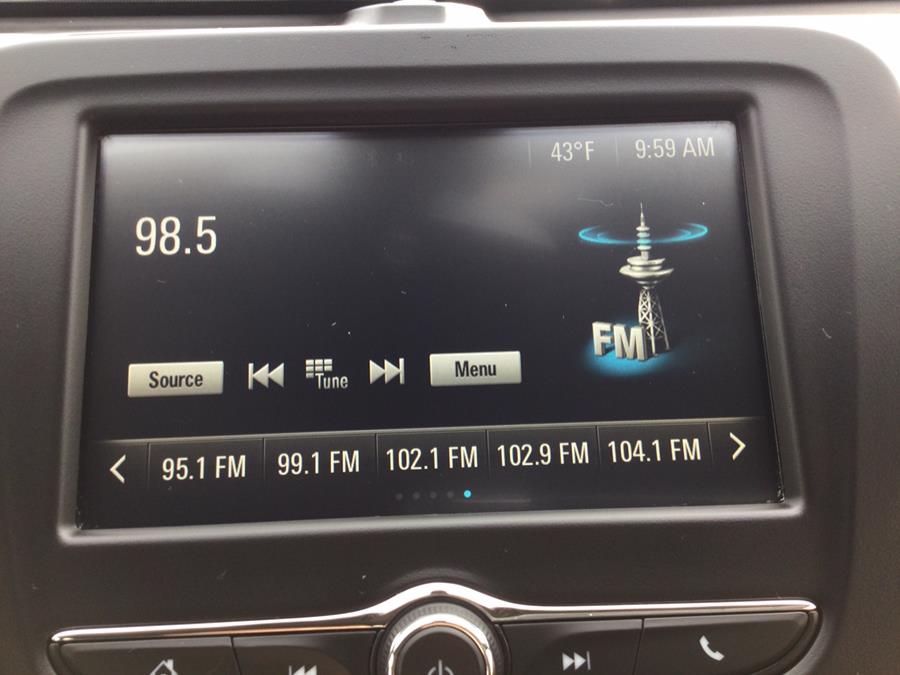 43°F 9:59 AM
98.5
FM
Source Tune Menu
95.1 FM 99.1 FM 102.1 FM 102.9 FM 104.1 FM